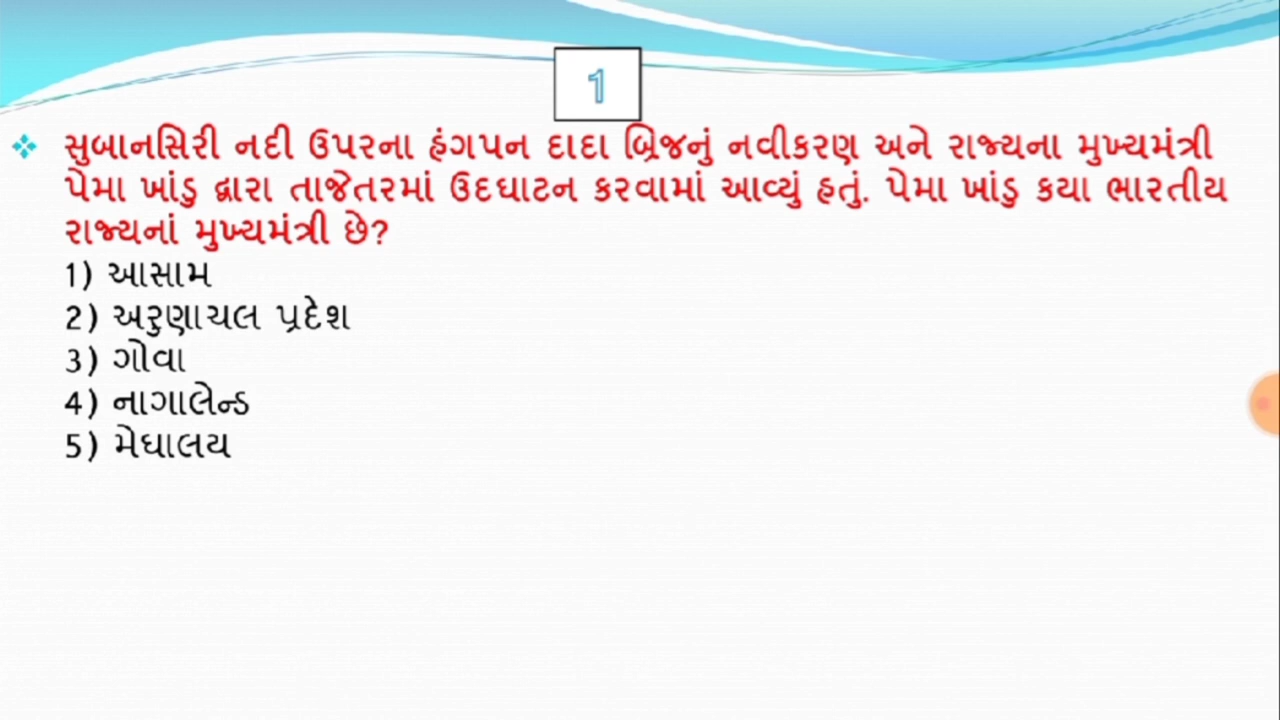 1
સુબાનસિરી નદી ઉપરના હંગપન દાદા બ્રિજનું નવીકરણ અને રાજ્યના મુખ્યમંત્રી
પેમા ખાંડુ દ્વારા તાજેતરમાં ઉદઘાટન કરવામાં આવ્યું હતું. પેમા ખાંડુ કયા ભારતીય
રાજ્યનાં મુખ્યમંત્રી છે?
1) આસામ
2) અરુણાચલ પ્રદેશ
3) ગોવા
4) નાગાલેન્ડ
5) મેઘાલય